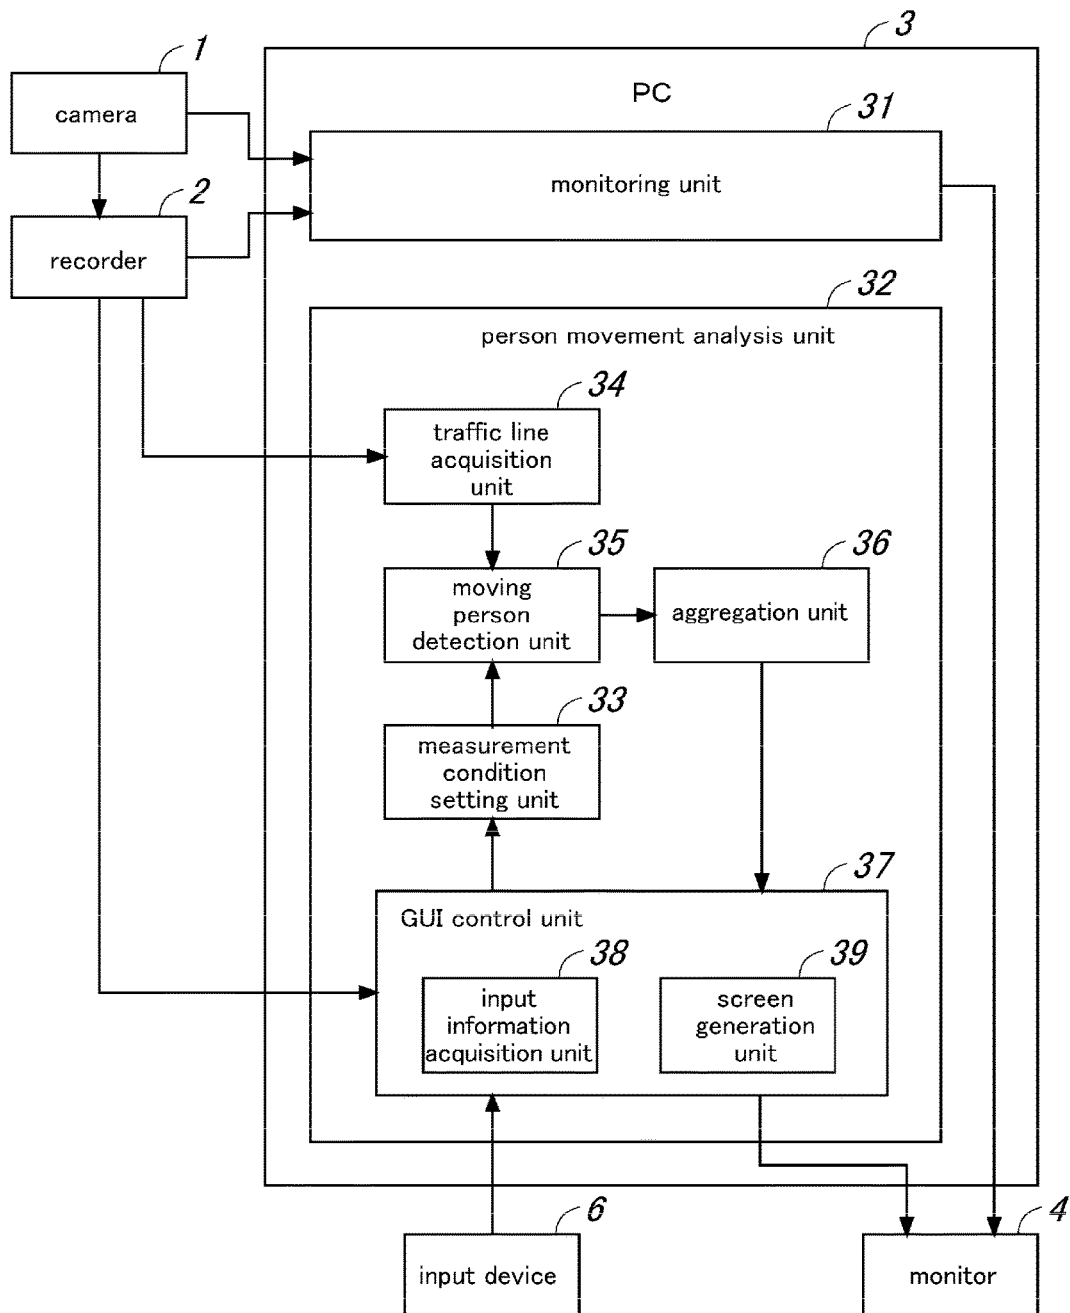 3
1
PC
camera
31
monitoring unit
2
recorder
32
person movement analysis unit
34
traffic line
acquisition
unit
35
36
moving
person
detection unit
aggregation unit
33
measurement
condition
setting unit
37
GUI control unit
38
39
input
information
acquisition unit
screen
generation
unit
6
4
input device
monitor